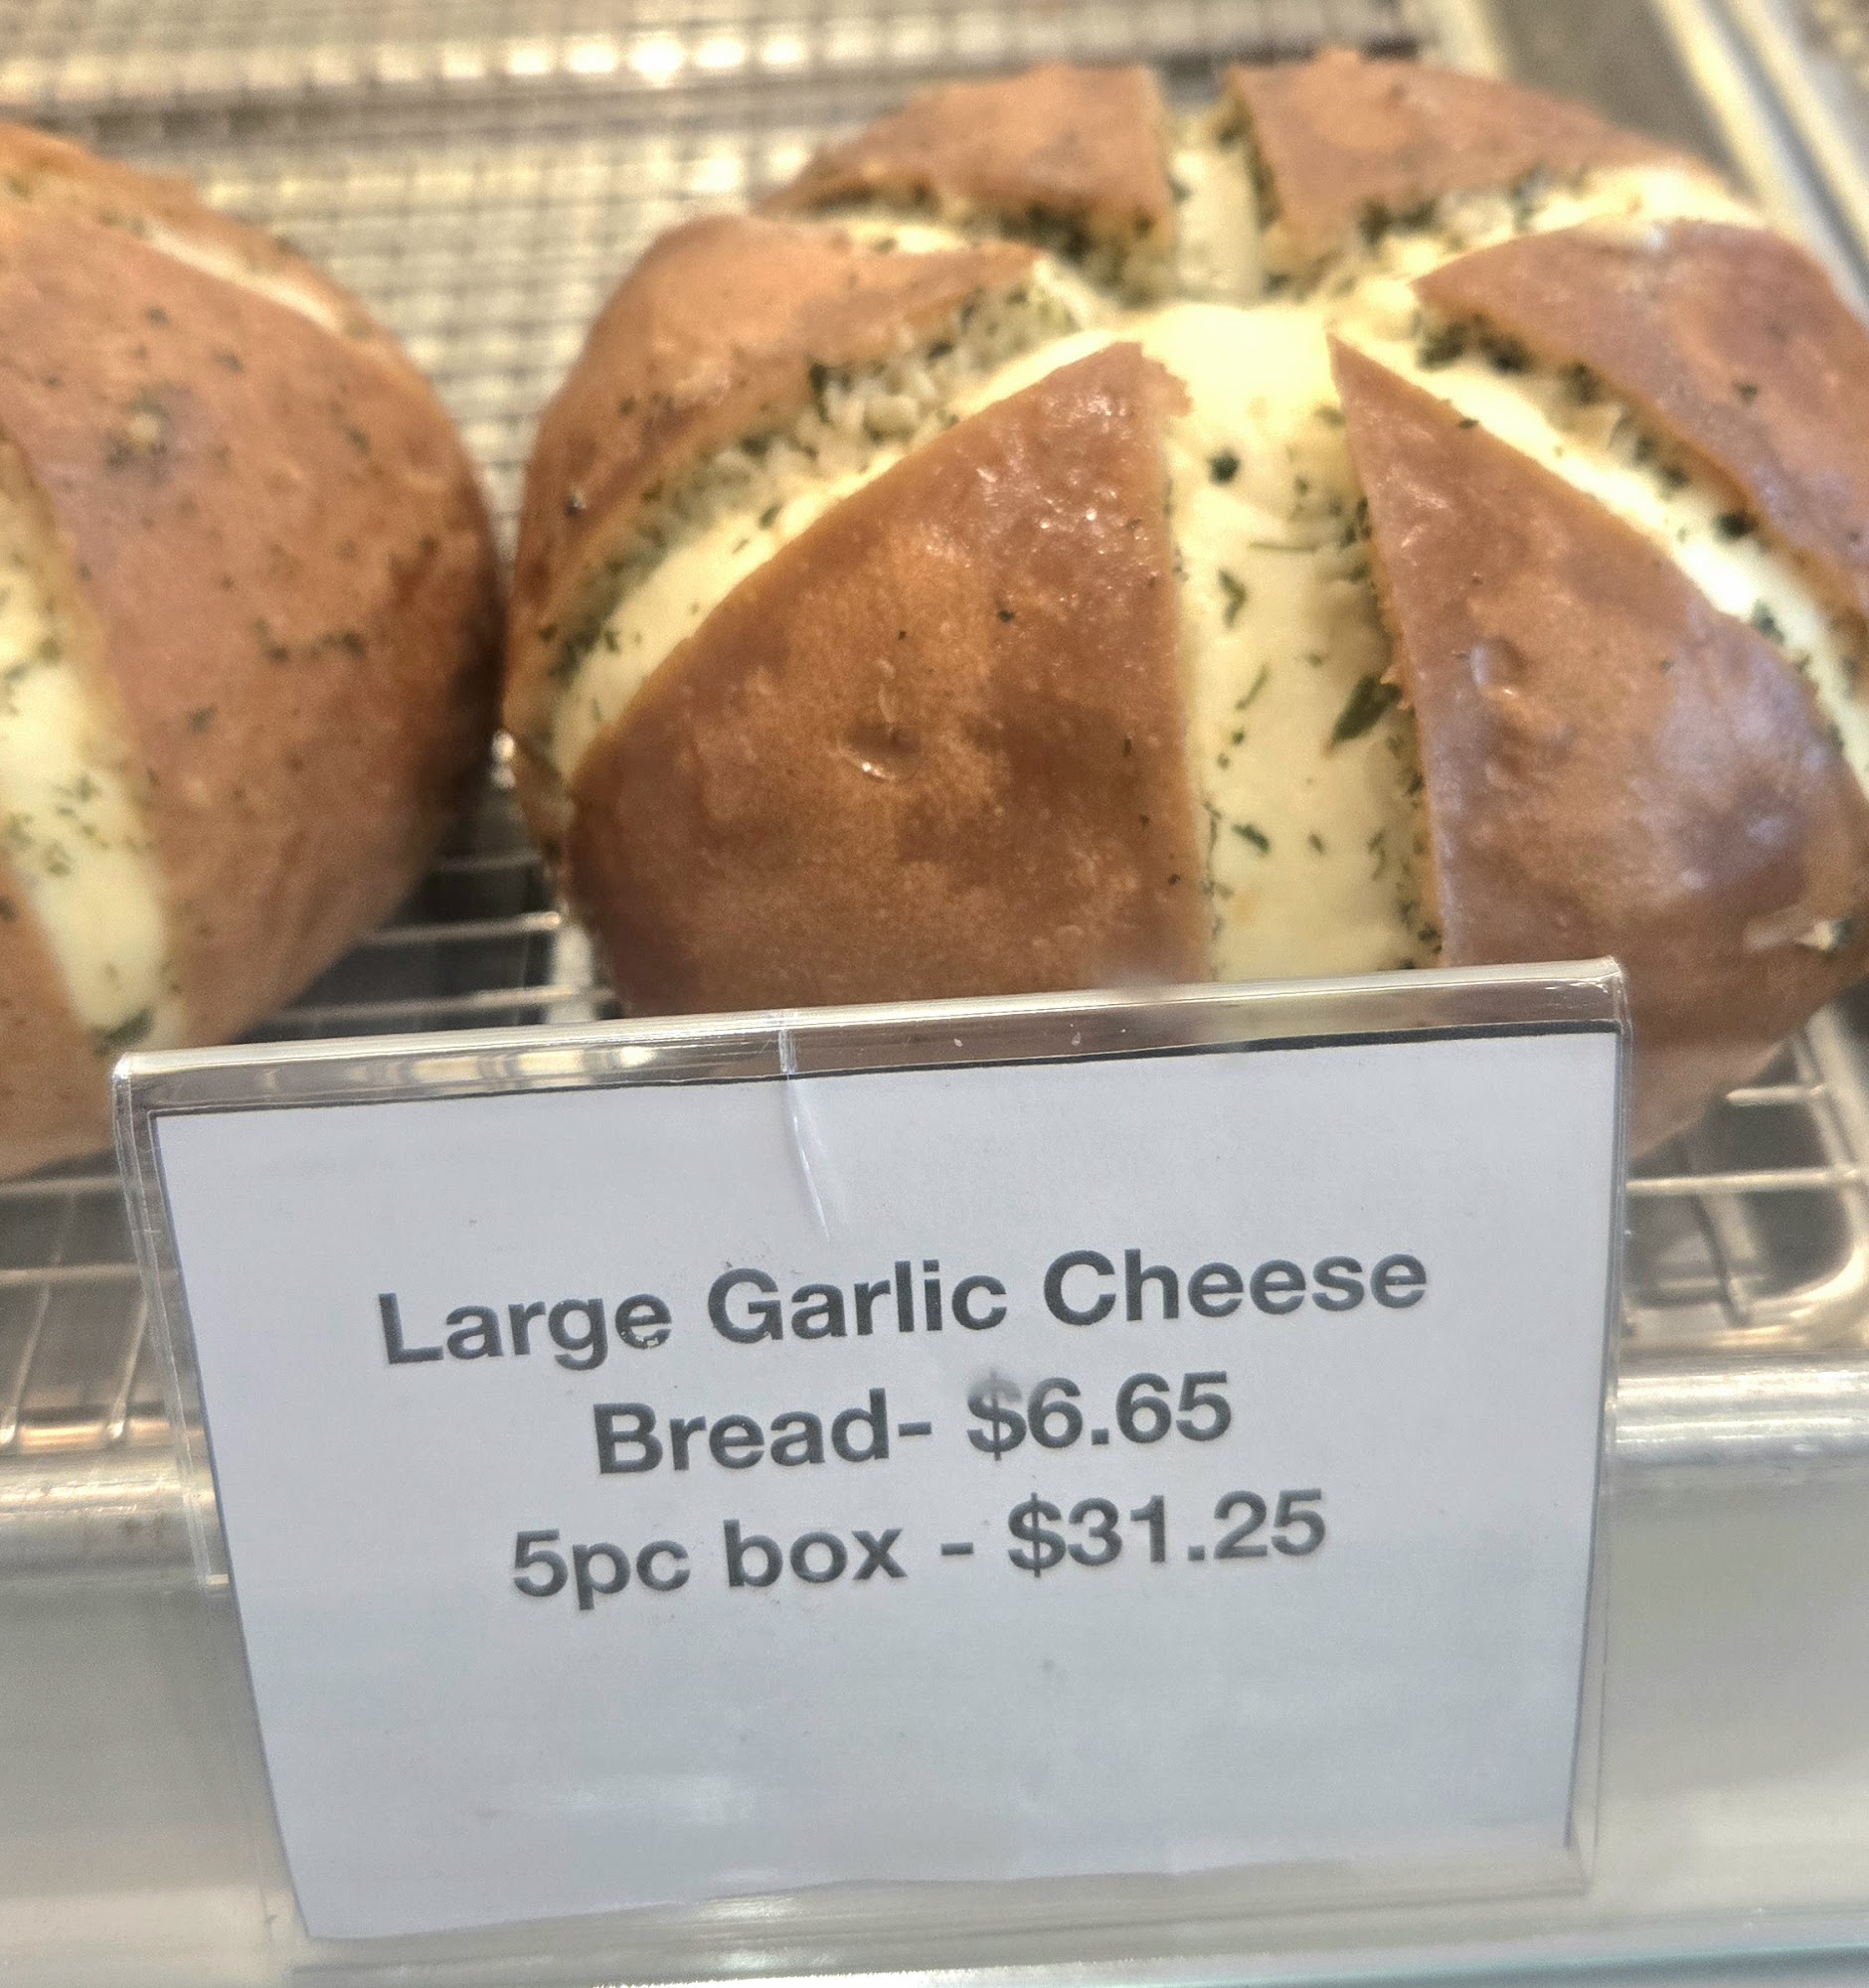 Large Garlic Cheese
Bread- $6.65
5pc box - $31.25